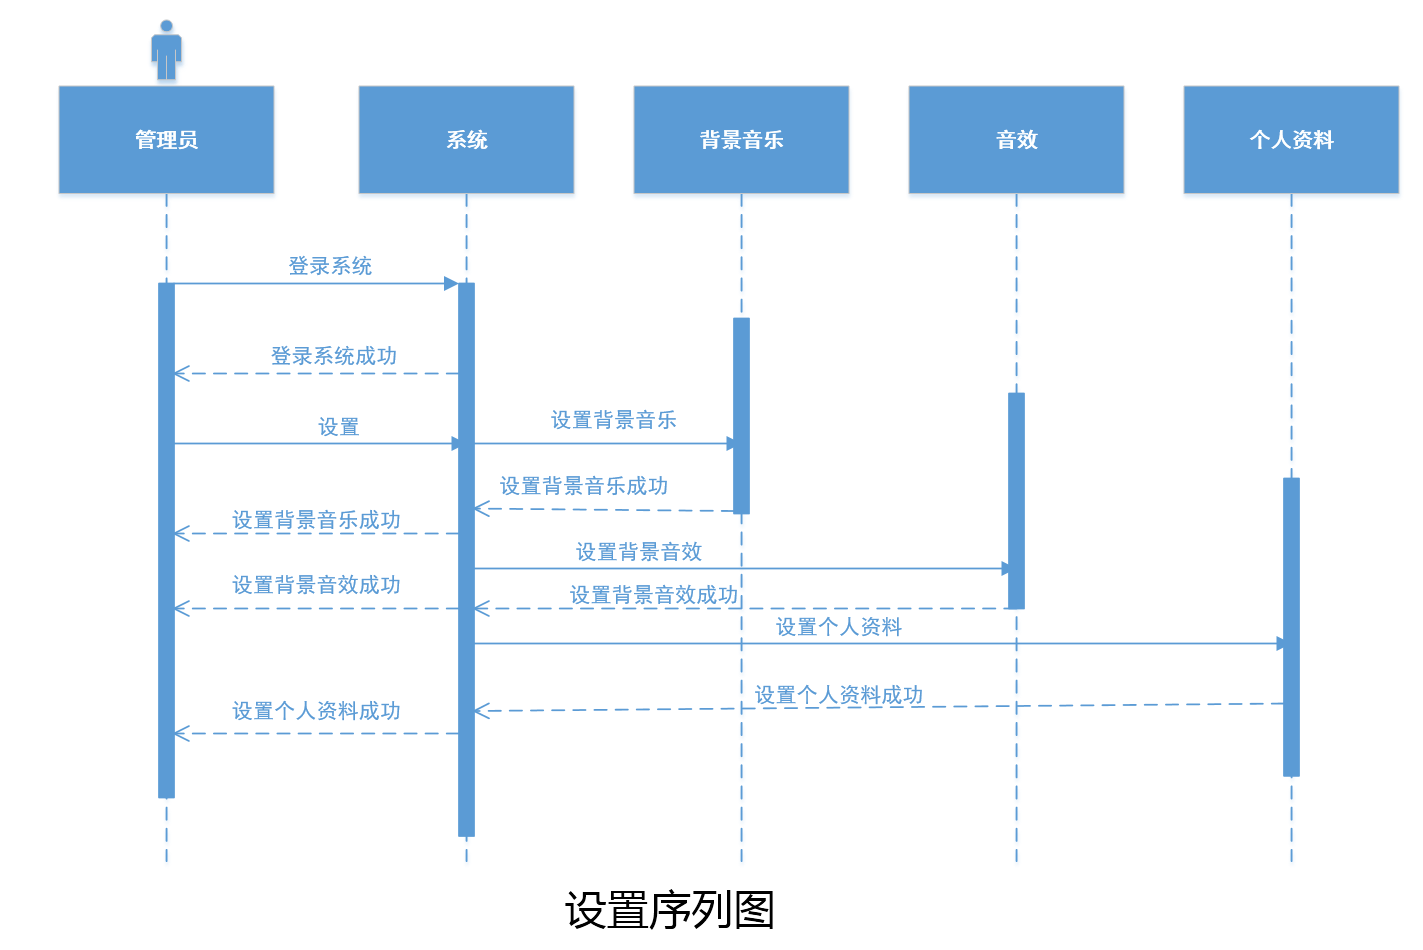 管理员
系统
背景音乐
音效
个人资料
登录系统
登录系统成功
设置
设置背景音乐
设置背景音乐成功
设置背景音乐成功
设置背景音效
设置背景音效成功
设置背景音效成功
设置个人资料
设置个人资料成功
设置个人资料成功
设置序列图